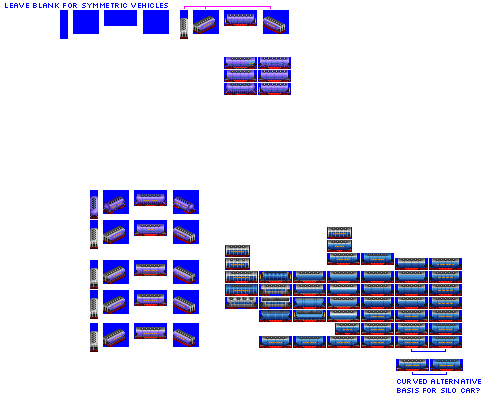 LEAVE BLANK FOR SYMMETRIC VEHICLES
CURVED ALTERNATIVE
BASIS FOR SILO CAR?